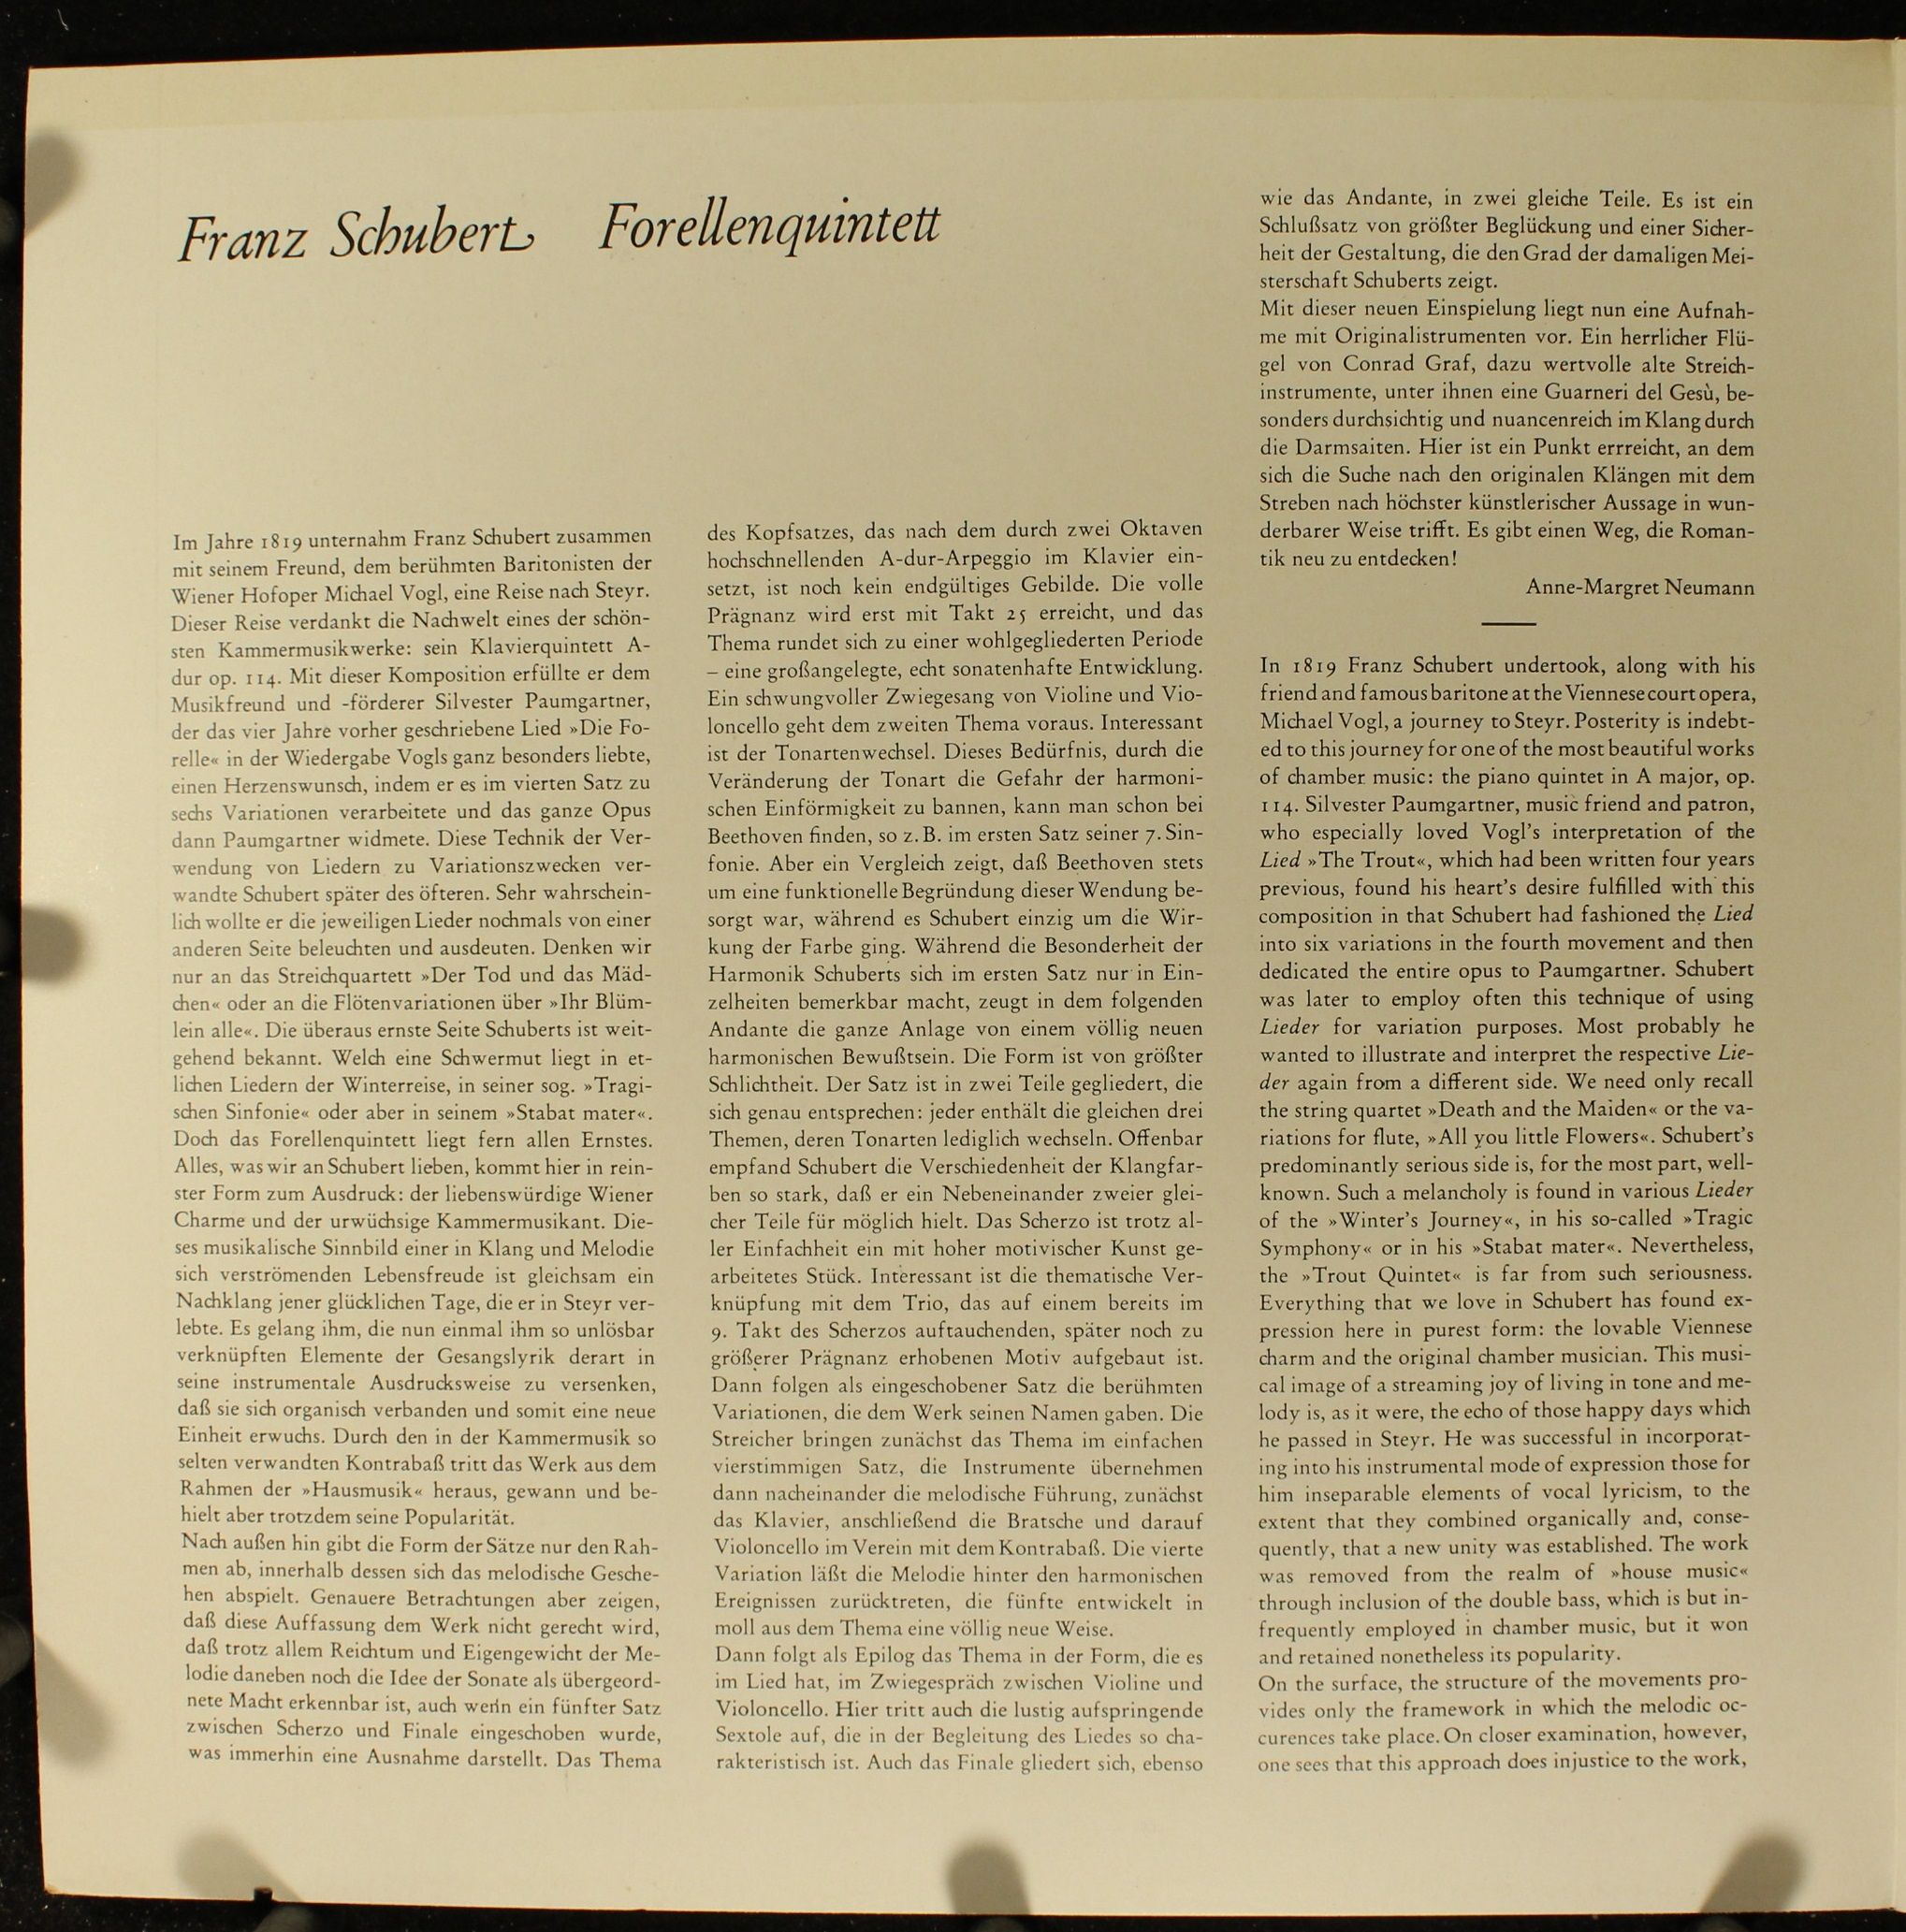 Franz Schubert Forellenquintett
Im Jahre 1819 unternahm Franz Schubert zusammen
mit seinem Freund, dem berühmten Baritonisten der
Wiener Hofoper Michael Vogl, eine Reise nach Steyr.
Dieser Reise verdankt die Nachwelt eines der schön-
sten Kammermusikwerke: sein Klavierquintett A-
dur op. 114. Mit dieser Komposition erfüllte er dem
Musikfreund und -förderer Silvester Paumgartner,
der das vier Jahre vorher geschriebene Lied »Die Fo-
relle« in der Wiedergabe Vogls ganz besonders liebte,
einen Herzenswunsch, indem er es im vierten Satz zu
sechs Variationen verarbeitete und das ganze Opus
dann Paumgartner widmete. Diese Technik der Ver-
wendung von Liedern zu Variationszwecken ver-
wandte Schubert später des öfteren. Sehr wahrschein-
lich wollte er die jeweiligen Lieder nochmals von einer
anderen Seite beleuchten und ausdeuten. Denken wir
nur an das Streichquartett »Der Tod und das Mäd-
chen« oder an die Flötenvariationen über »Ihr Blüm-
lein alle«. Die überaus ernste Seite Schuberts ist weit-
gehend bekannt. Welch eine Schwermut liegt in et-
lichen Liedern der Winterreise, in seiner sog. »Tragi-
schen Sinfonie« oder aber in seinem »Stabat mater«.
Doch das Forellenquintett liegt fern allen Ernstes.
Alles, was wir an Schubert lieben, kommt hier in rein-
ster Form zum Ausdruck: der liebenswürdige Wiener
Charme und der urwüchsige Kammermusikant. Die-
ses musikalische Sinnbild einer in Klang und Melodie
sich verströmenden Lebensfreude ist gleichsam ein
Nachklang jener glücklichen Tage, die er in Steyr ver-
lebte. Es gelang ihm, die nun einmal ihm so unlösbar
verknüpften Elemente der Gesangslyrik derart in
seine instrumentale Ausdrucksweise zu versenken,
daß sie sich organisch verbanden und somit eine neue
Einheit erwuchs. Durch den in der Kammermusik so
selten verwandten Kontrabaß tritt das Werk aus dem
Rahmen der »Hausmusik« heraus, gewann und be-
hielt aber trotzdem seine Popularität.
Nach außen hin gibt die Form der Sätze nur den Rah-
men ab, innerhalb dessen sich das melodische Gesche-
hen abspielt. Genauere Betrachtungen aber zeigen,
daß diese Auffassung dem Werk nicht gerecht wird,
daß trotz allem Reichtum und Eigengewicht der Me-
lodie daneben noch die Idee der Sonate als übergeord-
nete Macht erkennbar ist, auch wenn ein fünfter Satz
zwischen Scherzo und Finale eingeschoben wurde,
was immerhin eine Ausnahme darstellt. Das Thema
des Kopfsatzes, das nach dem durch zwei Oktaven
hochschnellenden A-dur-Arpeggio im Klavier ein-
setzt, ist noch kein endgültiges Gebilde. Die volle
Prägnanz wird erst mit Takt 25 erreicht, und das
Thema rundet sich zu einer wohlgegliederten Periode
– eine großangelegte, echt sonatenhafte Entwicklung.
Ein schwungvoller Zwiegesang von Violine und Vio-
loncello geht dem zweiten Thema voraus. Interessant
ist der Tonartenwechsel. Dieses Bedürfnis, durch die
Veränderung der Tonart die Gefahr der harmoni-
schen Einförmigkeit zu bannen, kann man schon bei
Beethoven finden, so z. B. im ersten Satz seiner 7. Sin-
fonie. Aber ein Vergleich zeigt, daß Beethoven stets
um eine funktionelle Begründung dieser Wendung be-
sorgt war, während es Schubert einzig um die Wir-
kung der Farbe ging. Während die Besonderheit der
Harmonik Schuberts sich im ersten Satz nur in Ein-
zelheiten bemerkbar macht, zeugt in dem folgenden
Andante die ganze Anlage von einem völlig neuen
harmonischen Bewußtsein. Die Form ist von größter
Schlichtheit. Der Satz ist in zwei Teile gegliedert, die
sich genau entsprechen: jeder enthält die gleichen drei
Themen, deren Tonarten lediglich wechseln. Offenbar
empfand Schubert die Verschiedenheit der Klangfar-
ben so stark, daß er ein Nebeneinander zweier glei-
cher Teile für möglich hielt. Das Scherzo ist trotz al-
ler Einfachheit ein mit hoher motivischer Kunst ge-
arbeitetes Stück. Interessant ist die thematische Ver-
knüpfung mit dem Trio, das auf einem bereits im
9. Takt des Scherzos auftauchenden, später noch zu
größerer Prägnanz erhobenen Motiv aufgebaut ist.
Dann folgen als eingeschobener Satz die berühmten
Variationen, die dem Werk seinen Namen gaben. Die
Streicher bringen zunächst das Thema im einfachen
vierstimmigen Satz, die Instrumente übernehmen
dann nacheinander die melodische Führung, zunächst
das Klavier, anschließend die Bratsche und darauf
Violoncello im Verein mit dem Kontrabaß. Die vierte
Variation läßt die Melodie hinter den harmonischen
Ereignissen zurücktreten, die fünfte entwickelt in
moll aus dem Thema eine völlig neue Weise.
Dann folgt als Epilog das Thema in der Form, die es
im Lied hat, im Zwiegespräch zwischen Violine und
Violoncello. Hier tritt auch die lustig aufspringende
Sextole auf, die in der Begleitung des Liedes so cha-
rakteristisch ist. Auch das Finale gliedert sich, ebenso
wie das Andante, in zwei gleiche Teile. Es ist ein
Schlußsatz von größter Beglückung und einer Sicher-
heit der Gestaltung, die den Grad der damaligen Mei-
sterschaft Schuberts zeigt.
Mit dieser neuen Einspielung liegt nun eine Aufnah-
me mit Originalistrumenten vor. Ein herrlicher Flü-
gel von Conrad Graf, dazu wertvolle alte Streich-
instrumente, unter ihnen eine Guarneri del Gesù, be-
sonders durchsichtig und nuancenreich im Klang durch
die Darmsaiten. Hier ist ein Punkt errreicht, an dem
sich die Suche nach den originalen Klängen mit dem
Streben nach höchster künstlerischer Aussage in wun-
derbarer Weise trifft. Es gibt einen Weg, die Roman-
tik neu zu entdecken!
Anne-Margret Neumann
In 1819 Franz Schubert undertook, along with his
friend and famous baritone at the Viennese court opera,
Michael Vogl, a journey to Steyr. Posterity is indebt-
ed to this journey for one of the most beautiful works
of chamber music: the piano quintet in A major, op.
114. Silvester Paumgartner, music friend and patron,
who especially loved Vogl's interpretation of the
Lied »The Trout«, which had been written four years
previous, found his heart's desire fulfilled with this
composition in that Schubert had fashioned the Lied
into six variations in the fourth movement and then
dedicated the entire opus to Paumgartner. Schubert
was later to employ often this technique of using
Lieder for variation purposes. Most probably he
wanted to illustrate and interpret the respective Lie-
der again from a different side. We need only recall
the string quartet »Death and the Maiden« or the va-
riations for flute, »All you little Flowers«. Schubert's
predominantly serious side is, for the most part, well-
known. Such a melancholy is found in various Lieder
of the »Winter's Journey«, in his so-called »Tragic
Symphony« or in his »Stabat mater«. Nevertheless,
the »Trout Quintet« is far from such seriousness.
Everything that we love in Schubert has found ex-
pression here in purest form: the lovable Viennese
charm and the original chamber musician. This musi-
cal image of a streaming joy of living in tone and me-
lody is, as it were, the echo of those happy days which
he passed in Steyr. He was successful in incorporat-
ing into his instrumental mode of expression those for
him inseparable elements of vocal lyricism, to the
extent that they combined organically and, conse-
quently, that a new unity was established. The work
was removed from the realm of »house music«
through inclusion of the double bass, which is but in-
frequently employed in chamber music, but it won
and retained nonetheless its popularity.
On the surface, the structure of the movements pro-
vides only the framework in which the melodic oc-
curences take place. On closer examination, however,
one sees that this approach does injustice to the work,